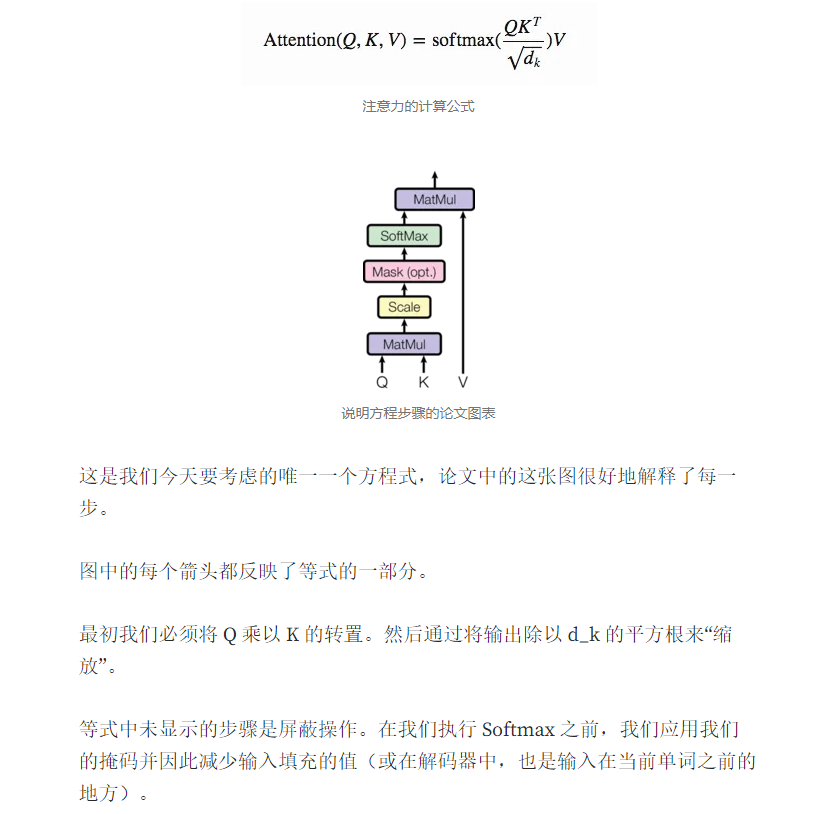 Attention(Q, K, V) = softmax(QK^T / √d_k)V
注意力的计算公式
MatMul
SoftMax
Mask (opt.)
Scale
MatMul
Q K V
说明方程步骤的论文图表
这是我们今天要考虑的唯一一个方程式，论文中的这张图很好地解释了每一
步。
图中的每个箭头都反映了等式的一部分。
最初我们必须将 Q 乘以 K 的转置。然后通过将输出除以 d_k 的平方根来“缩
放”。
等式中未显示的步骤是屏蔽操作。在我们执行 Softmax 之前，我们应用我们
的掩码并因此减少输入填充的值（或在解码器中，也是输入在当前单词之前的
地方）。